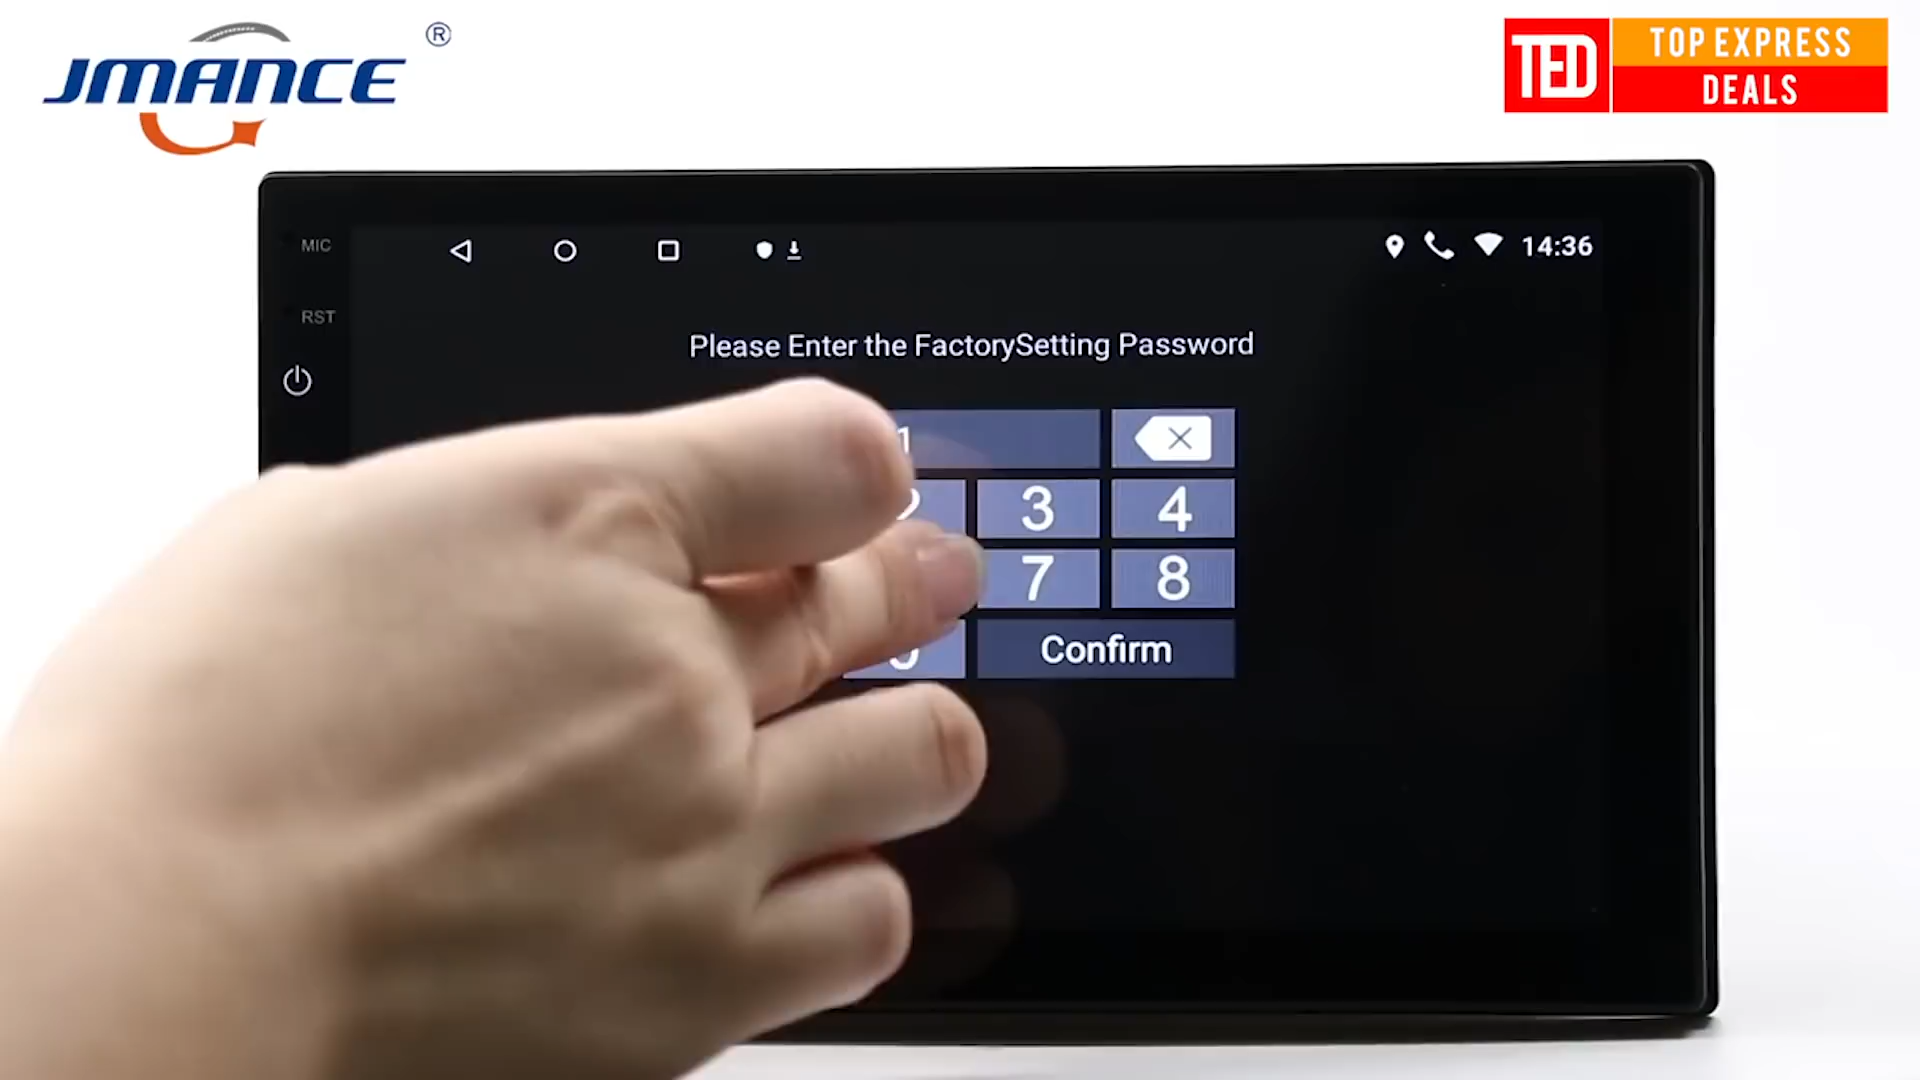 JMANCE ®
TED TOP EXPRESS
DEALS
MIC
14:36
RST
Please Enter the FactorySetting Password
1
2 3 4
7 8
Confirm